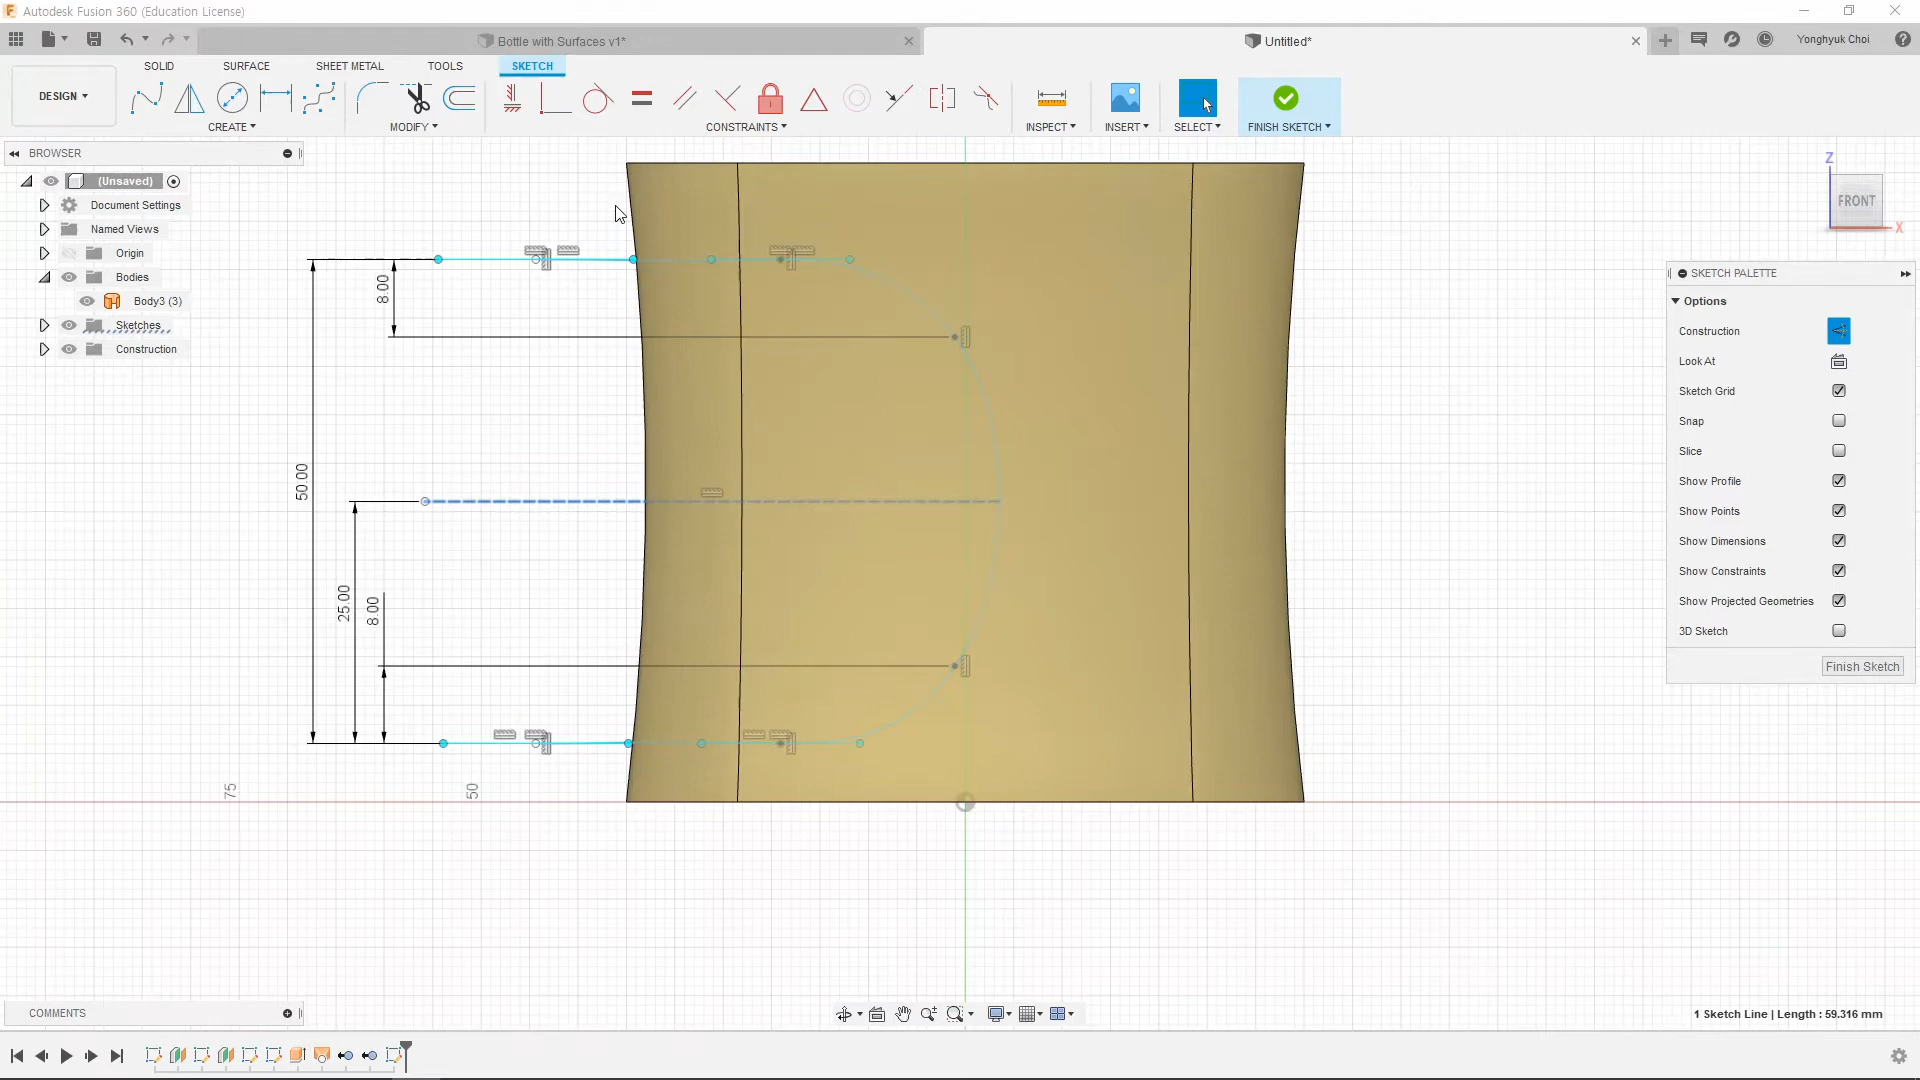 Autodesk Fusion 360 (Education License)
Bottle with Surfaces v1*
Untitled*
Yonghyuk Choi
SOLID SURFACE SHEET METAL TOOLS SKETCH
DESIGN
CREATE MODIFY CONSTRAINTS INSPECT INSERT SELECT FINISH SKETCH
BROWSER
(Unsaved)
Document Settings
Named Views
Origin
Bodies
Body3 (3)
Sketches
Construction
8.00
50.00
25.00
8.00
75
50
Z
FRONT
X
SKETCH PALETTE
Options
Construction
Look At
Sketch Grid
Snap
Slice
Show Profile
Show Points
Show Dimensions
Show Constraints
Show Projected Geometries
3D Sketch
Finish Sketch
COMMENTS
1 Sketch Line | Length : 59.316 mm